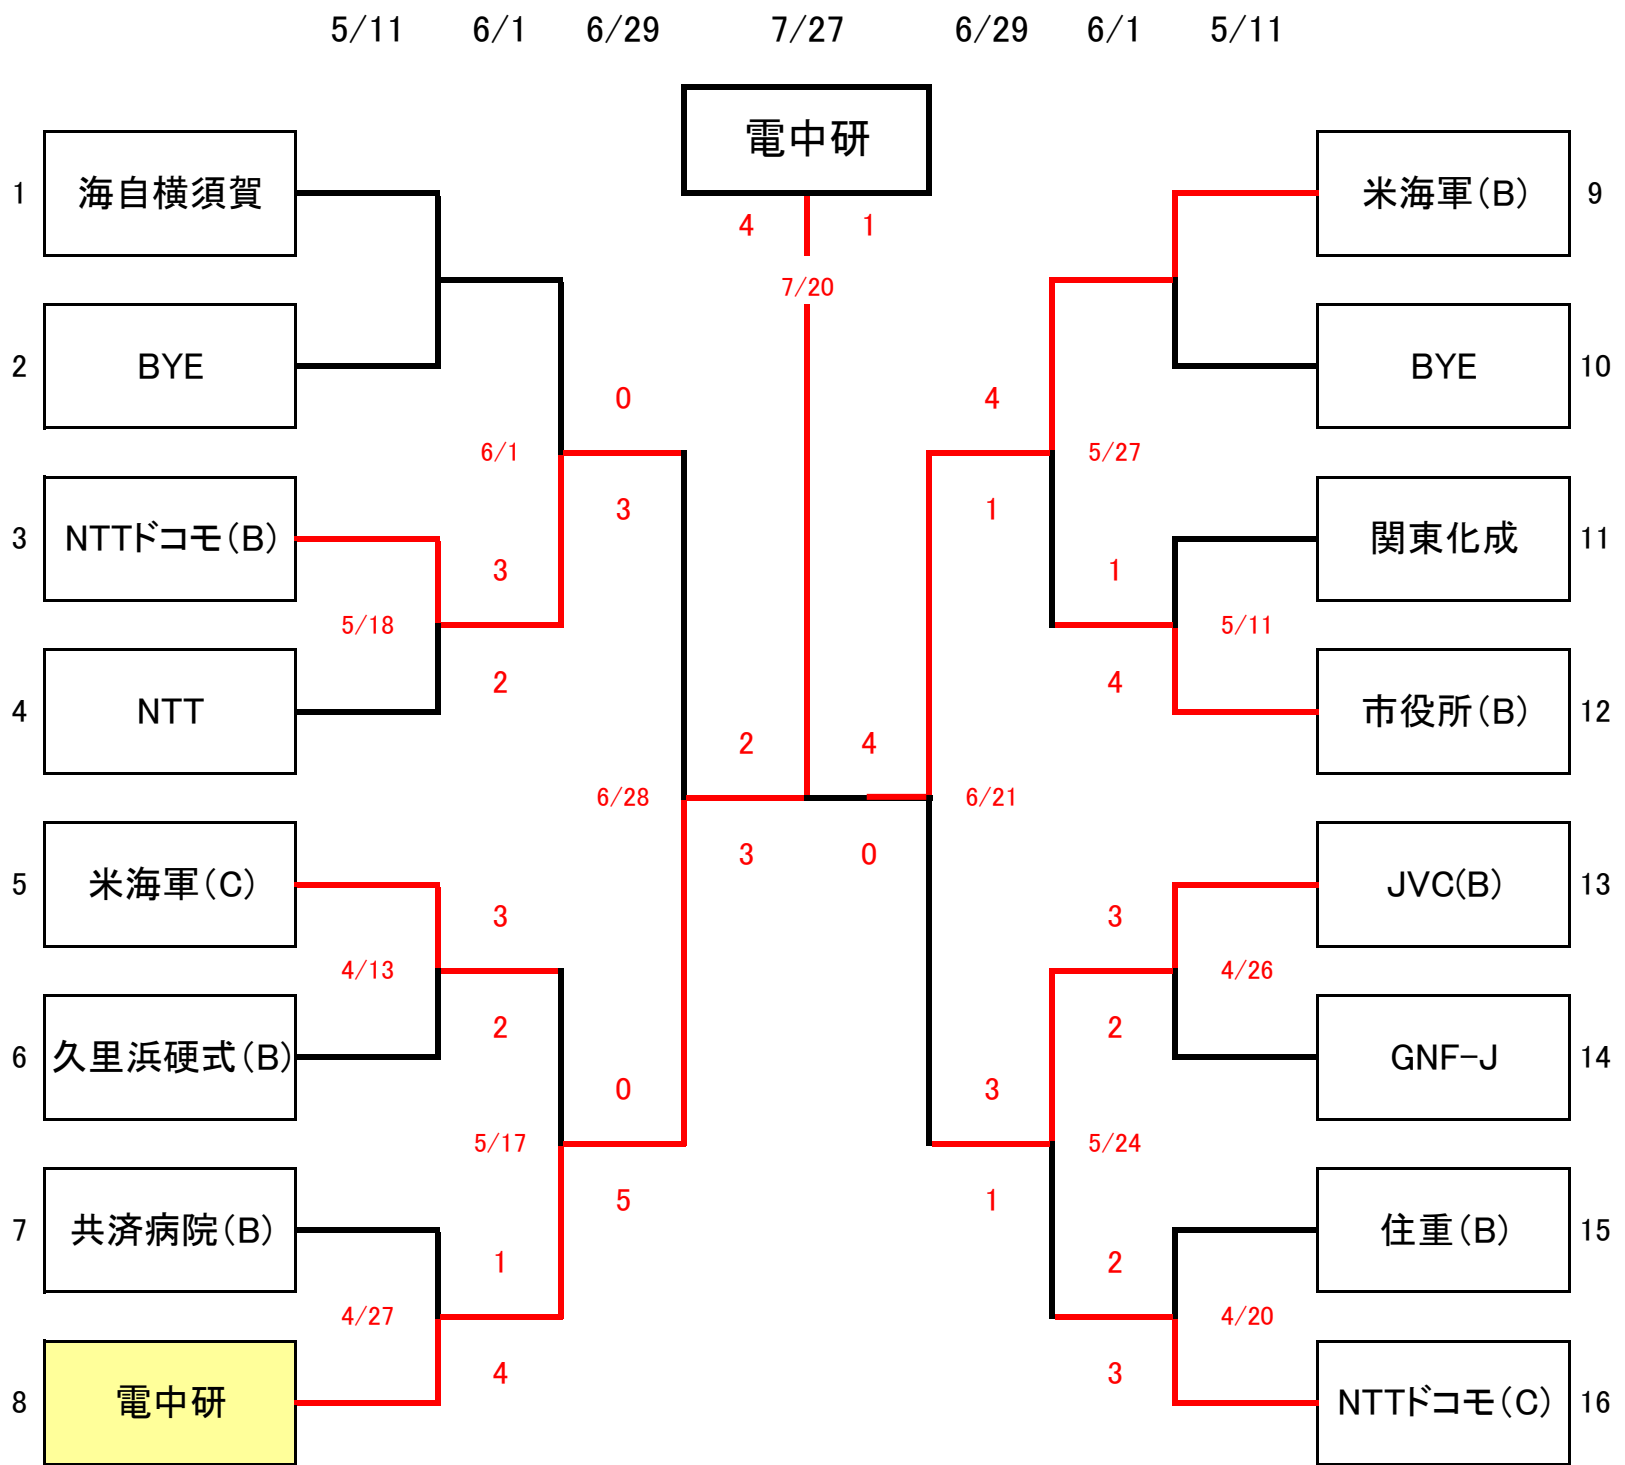 5/11 6/1 6/29 7/27 6/29 6/1 5/11
電中研
1 海自横須賀 米海軍(B) 9
4 1
7/20
2 BYE BYE 10
0 4
6/1 5/27
3 1
3 NTTドコモ(B) 関東化成 11
3 1
5/18 5/11
2 4
4 NTT 市役所(B) 12
2 4
6/28 6/21
3 0
5 米海軍(C) JVC(B) 13
3 3
4/13 4/26
2 2
6 久里浜硬式(B) GNF-J 14
0 3
5/17 5/24
5 1
7 共済病院(B) 住重(B) 15
1 2
4/27 4/20
4 3
8 電中研 NTTドコモ(C) 16